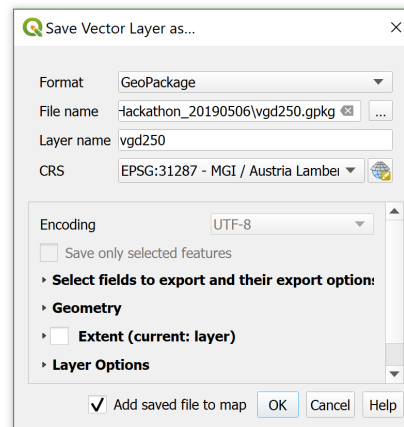 Save Vector Layer as...
Format GeoPackage
File name Hackathon_20190506\vgd250.gpkg ...
Layer name vgd250
CRS EPSG:31287 - MGI / Austria Lamber
Encoding UTF-8
Save only selected features
Select fields to export and their export options
Geometry
Extent (current: layer)
Layer Options
Add saved file to map OK Cancel Help